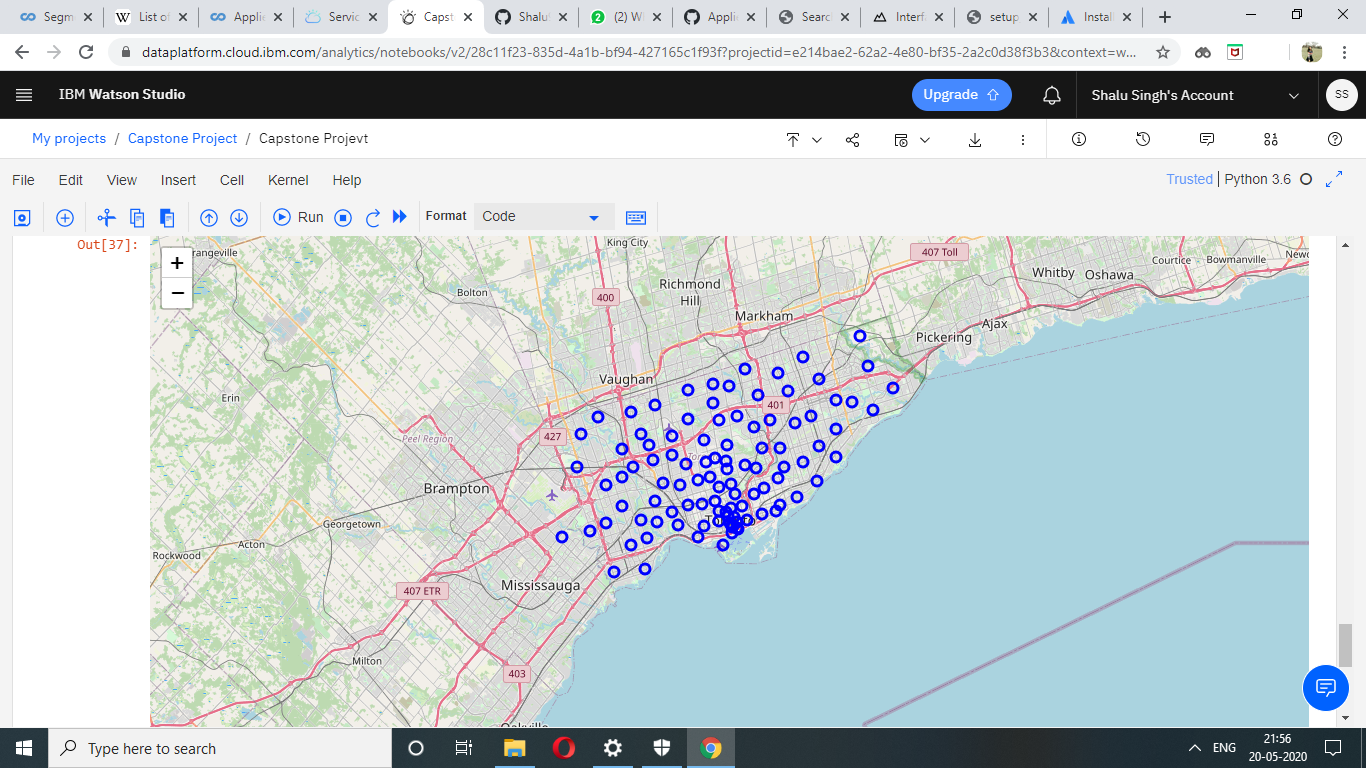 Segm
List of
Applie
Servic
Capst
Shalu
(2) W
Applic
Search
Interf
setup
Instal
dataplatform.cloud.ibm.com/analytics/notebooks/v2/28c1f23-835d-4a1b-bf94-427165c1f93f?projectid=e214bae2-62a2-4e80-bf35-2a2c0d38f3b3&context=w...
IBM Watson Studio
Upgrade
Shalu Singh's Account
SS
My projects / Capstone Project / Capstone Projevt
File Edit View Insert Cell Kernel Help
Trusted | Python 3.6
Run
Format
Code
Out[37]:
+
−
rangeville
King City
407 Toll
Courtice
Bowmanville
Newc
Whitby
Oshawa
Richmond
Hill
Bolton
400
Markham
Ajax
Pickering
Vaughan
Erin
401
427
Peel Region
Brampton
Georgetown
Acton
Rockwood
Mississauga
407 ETR
Milton
403
Oakville
Type here to search
ENG
21:56
20-05-2020